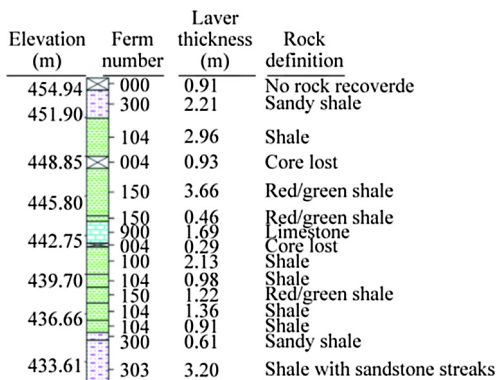 Laver
Elevation Ferm thickness Rock
(m) number (m) definition
454.94 000 0.91 No rock recoverde
300 2.21 Sandy shale
451.90
104 2.96 Shale
448.85 004 0.93 Core lost
150 3.66 Red/green shale
445.80
150 0.46 Red/green shale
900 1.69 Limestone
442.75 004 0.29 Core lost
100 2.13 Shale
439.70 104 0.98 Shale
150 1.22 Red/green shale
104 1.36 Shale
436.66 104 0.91 Shale
300 0.61 Sandy shale
433.61 303 3.20 Shale with sandstone streaks